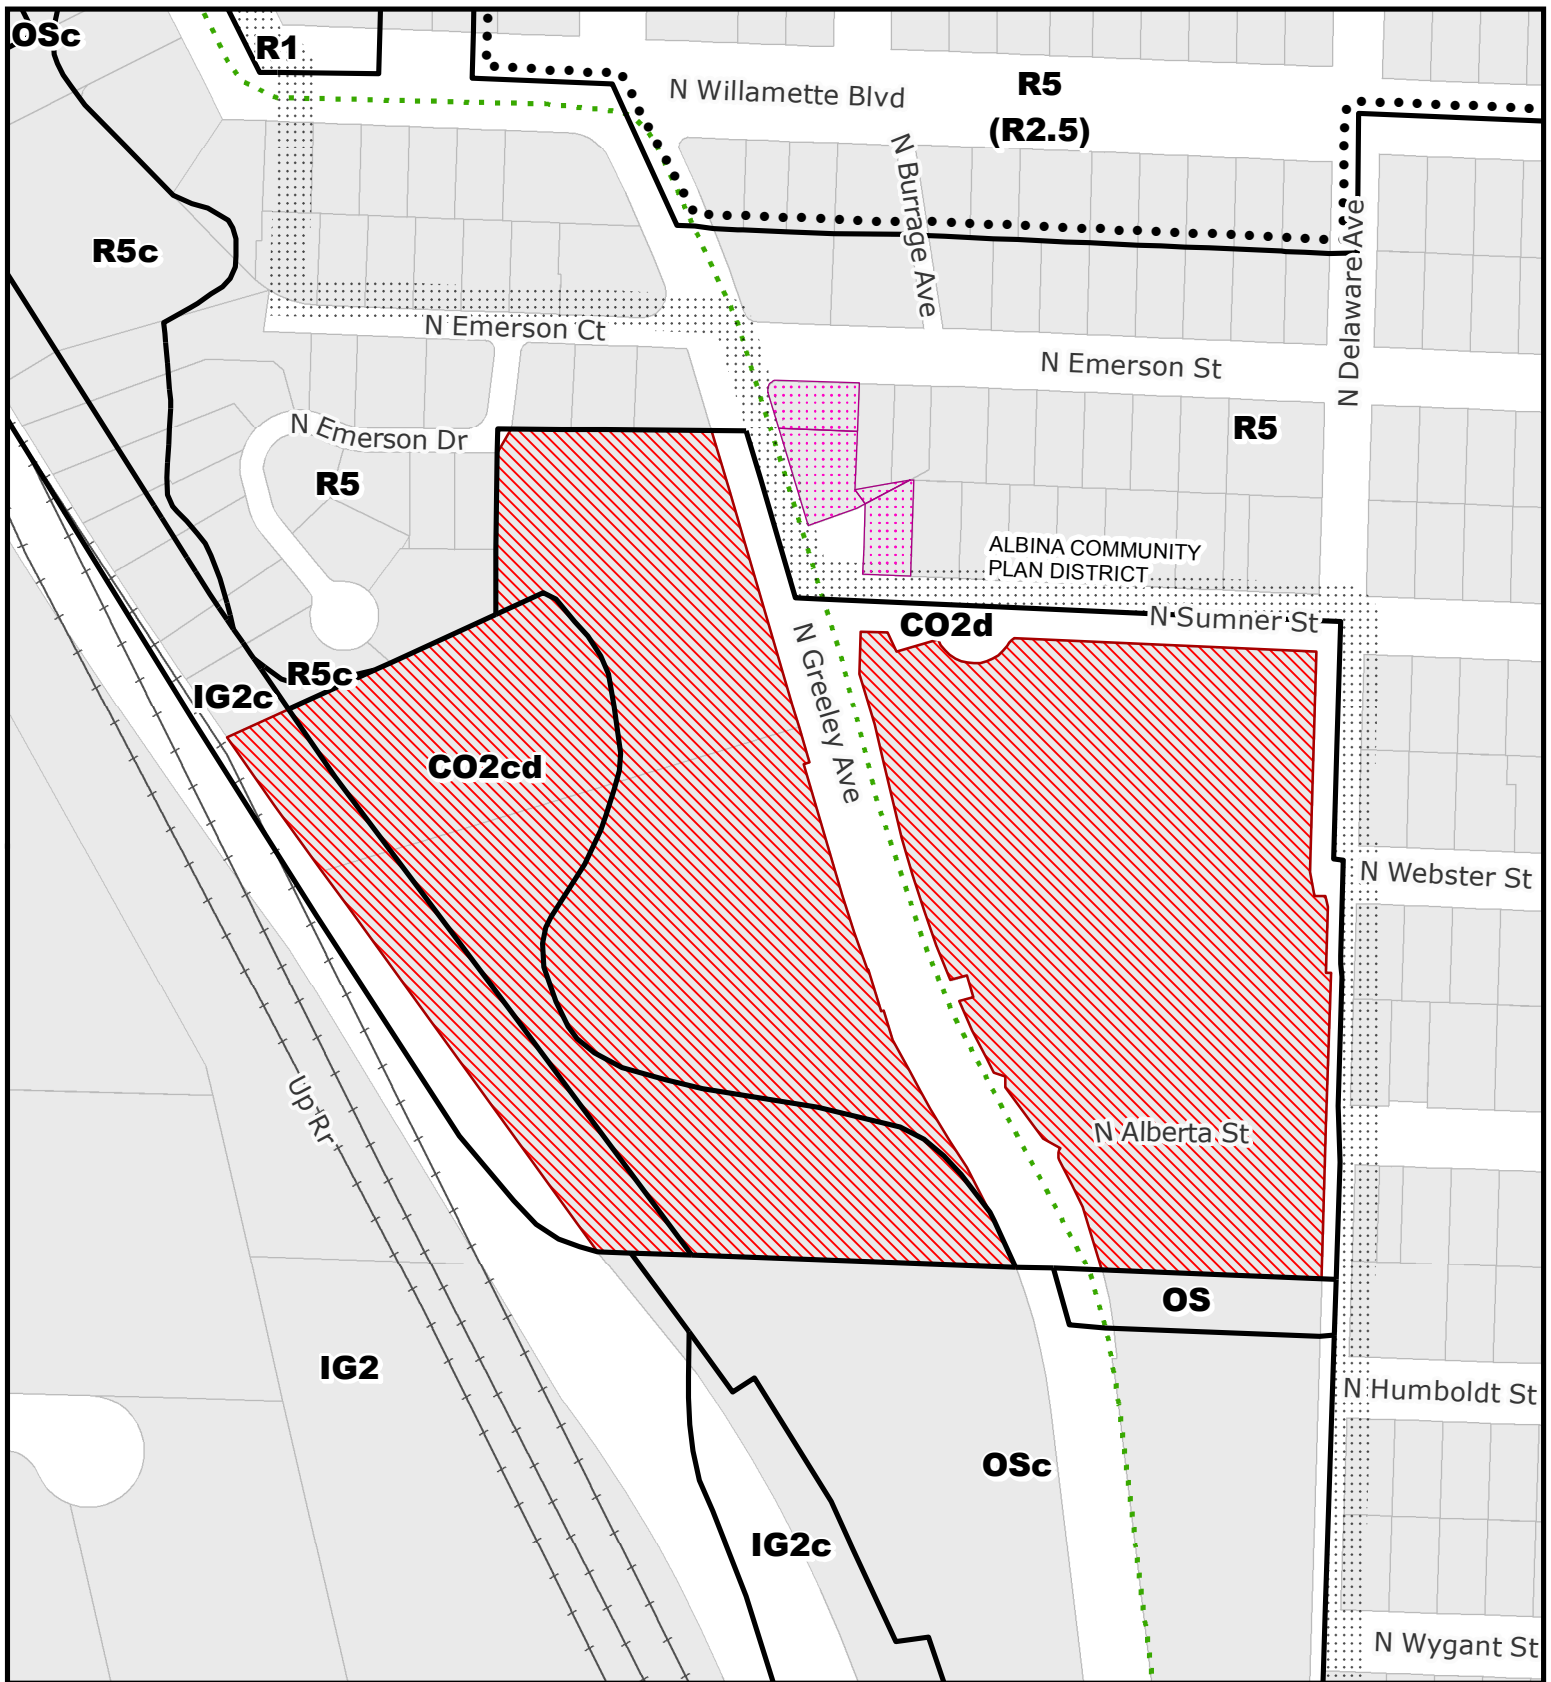 OSc
R1
N Willamette Blvd
R5
(R2.5)
N Burrage Ave
R5c
N Delaware Ave
N Emerson Ct
N Emerson St
N Emerson Dr
R5
R5
ALBINA COMMUNITY
PLAN DISTRICT
N Sumner St
CO2d
R5c
IG2c
N Greeley Ave
CO2cd
N Webster St
Up Rr
N Alberta St
OS
IG2
N Humboldt St
OSc
IG2c
N Wygant St